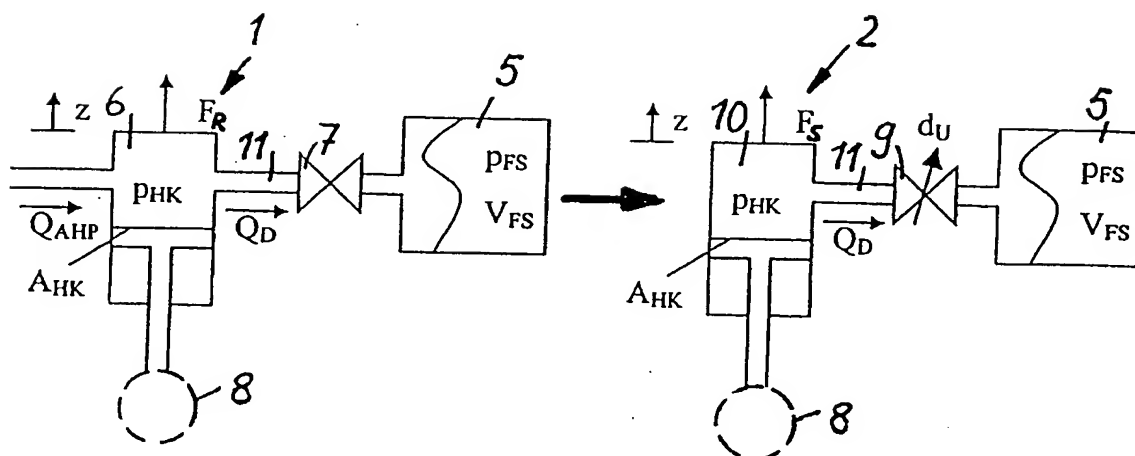 1
2
5
6
z
F_R
11
7
p_HK
Q_AHP
Q_D
p_FS
V_FS
A_HK
8
z
10
F_S
11
9
d_U
5
p_HK
Q_D
p_FS
V_FS
A_HK
8